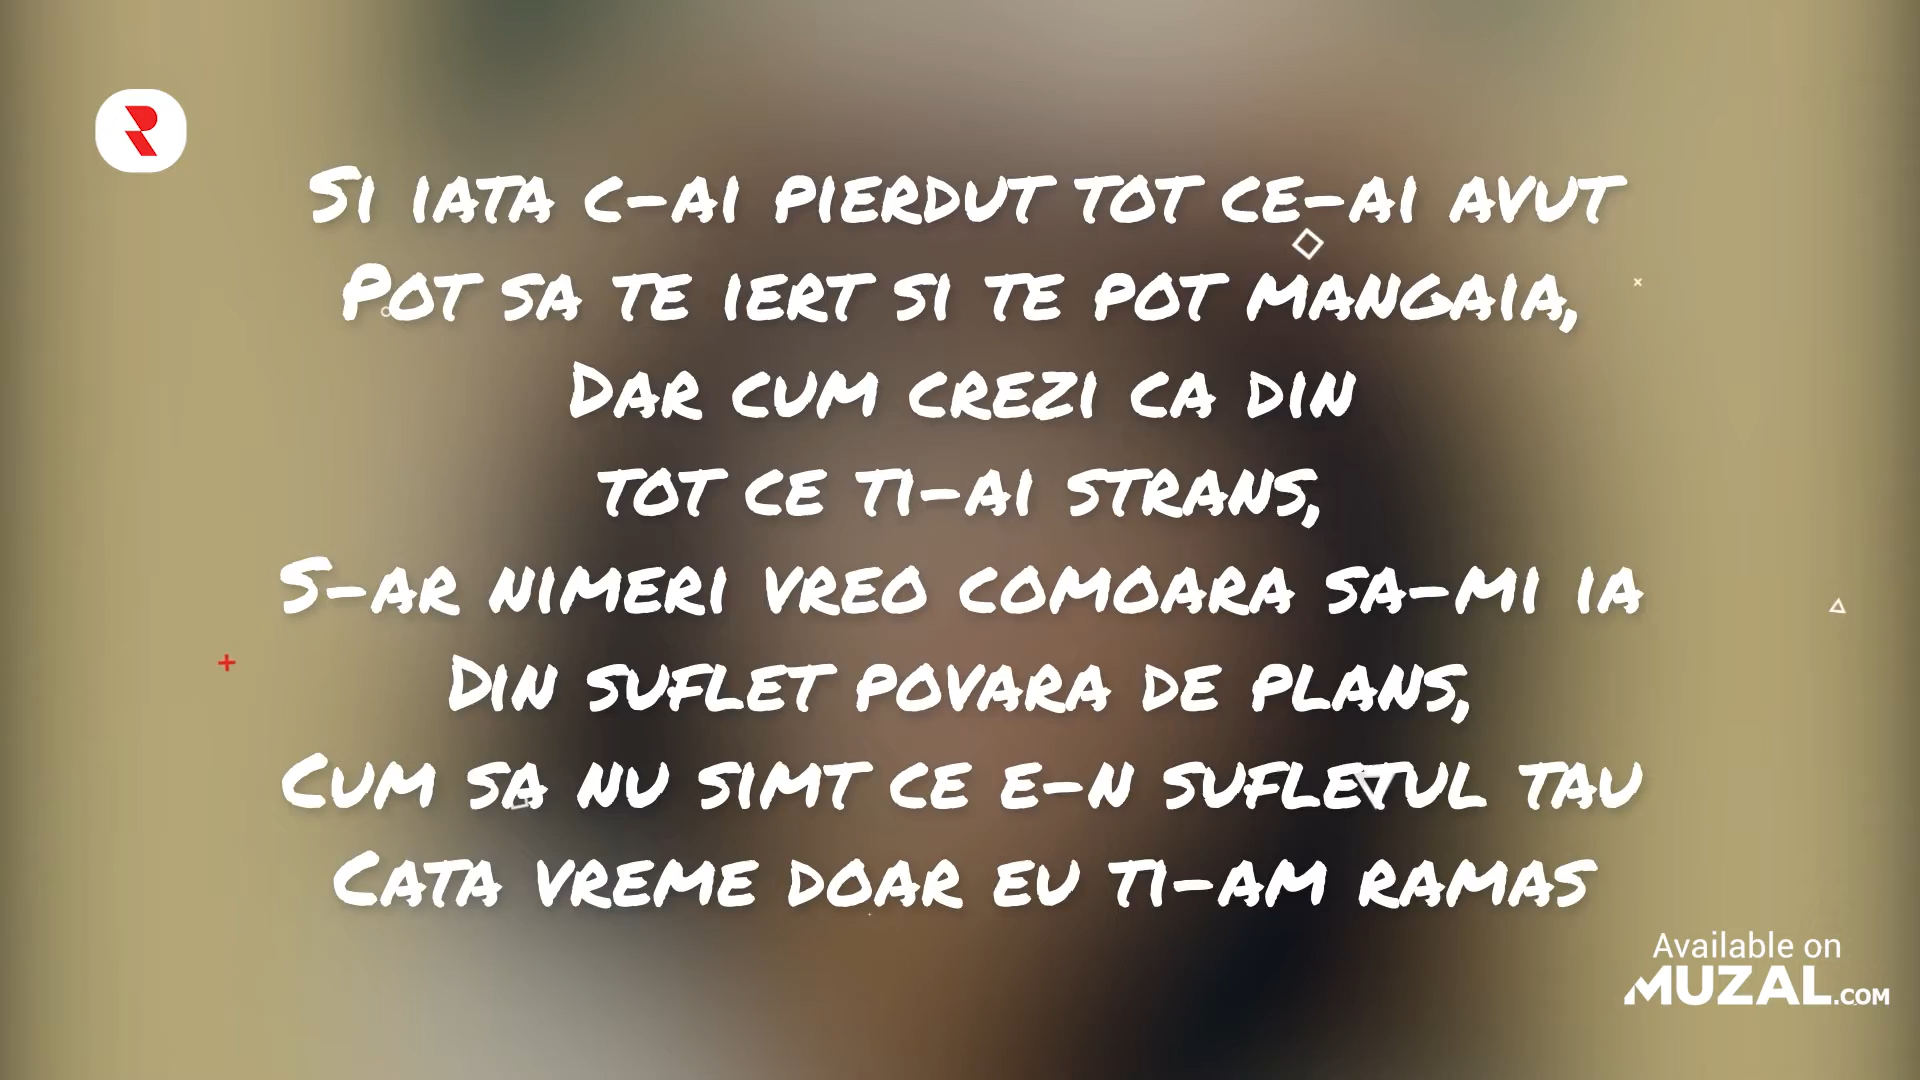 Si iata c-ai pierdut tot ce-ai avut
Pot sa te iert si te pot mangaia,
Dar cum crezi ca din
tot ce ti-ai strans,
S-ar nimeri vreo comoara sa-mi ia
Din suflet povara de plans,
Cum sa nu simt ce e-n sufletul tau
Cata vreme doar eu ti-am ramas
R
Available on
MUZAL.COM